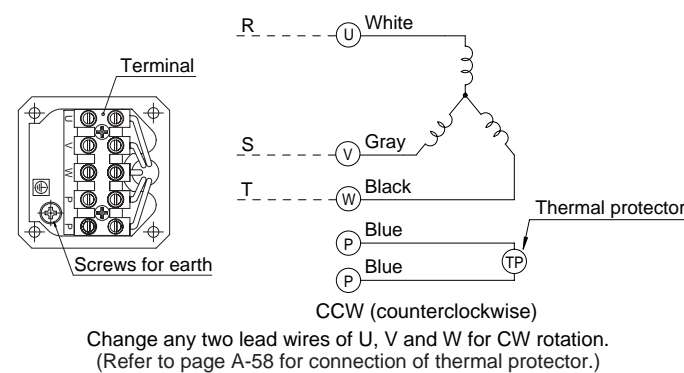 R
U
White
Terminal
U
V
W
P
P
S
V
Gray
T
W
Black
P
Blue
Thermal protector
TP
P
Blue
Screws for earth
CCW (counterclockwise)
Change any two lead wires of U, V and W for CW rotation.
(Refer to page A-58 for connection of thermal protector.)